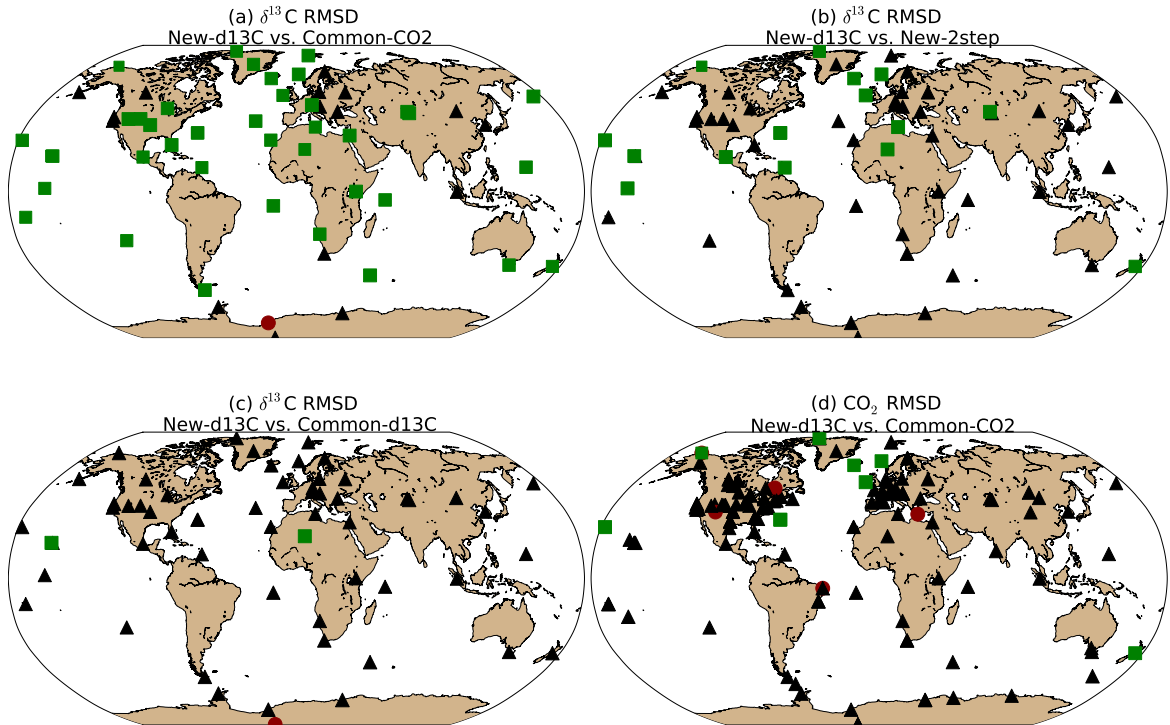 (a) δ¹³C RMSD
New-d13C vs. Common-CO2
(b) δ¹³C RMSD
New-d13C vs. New-2step
(c) δ¹³C RMSD
New-d13C vs. Common-d13C
(d) CO₂ RMSD
New-d13C vs. Common-CO2